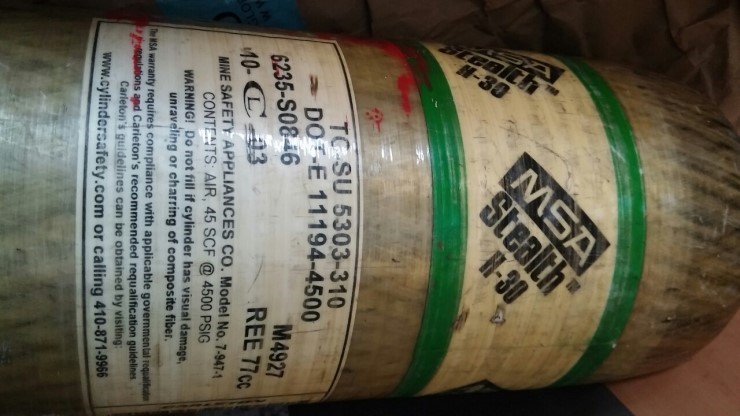 TC-SU 5303-310
DOT-E 11194-4500
6235-S0846 M4927
10- C 03 REE 77cc
MINE SAFETY APPLIANCES CO. Model No. 7-947-1
CONTENTS: AIR, 45 SCF @ 4500 PSIG
WARNING! Do not fill if cylinder has visual damage,
unraveling or charring of composite fiber.
The MSA warranty requires compliance with applicable governmental requalification
regulations and Carleton's recommended requalification guidelines.
Carleton's guidelines can be obtained by visiting:
www.cylindersafety.com or calling 410-871-9966
MSA
Stealth™
H-30
MSA
Stealth™
H-30